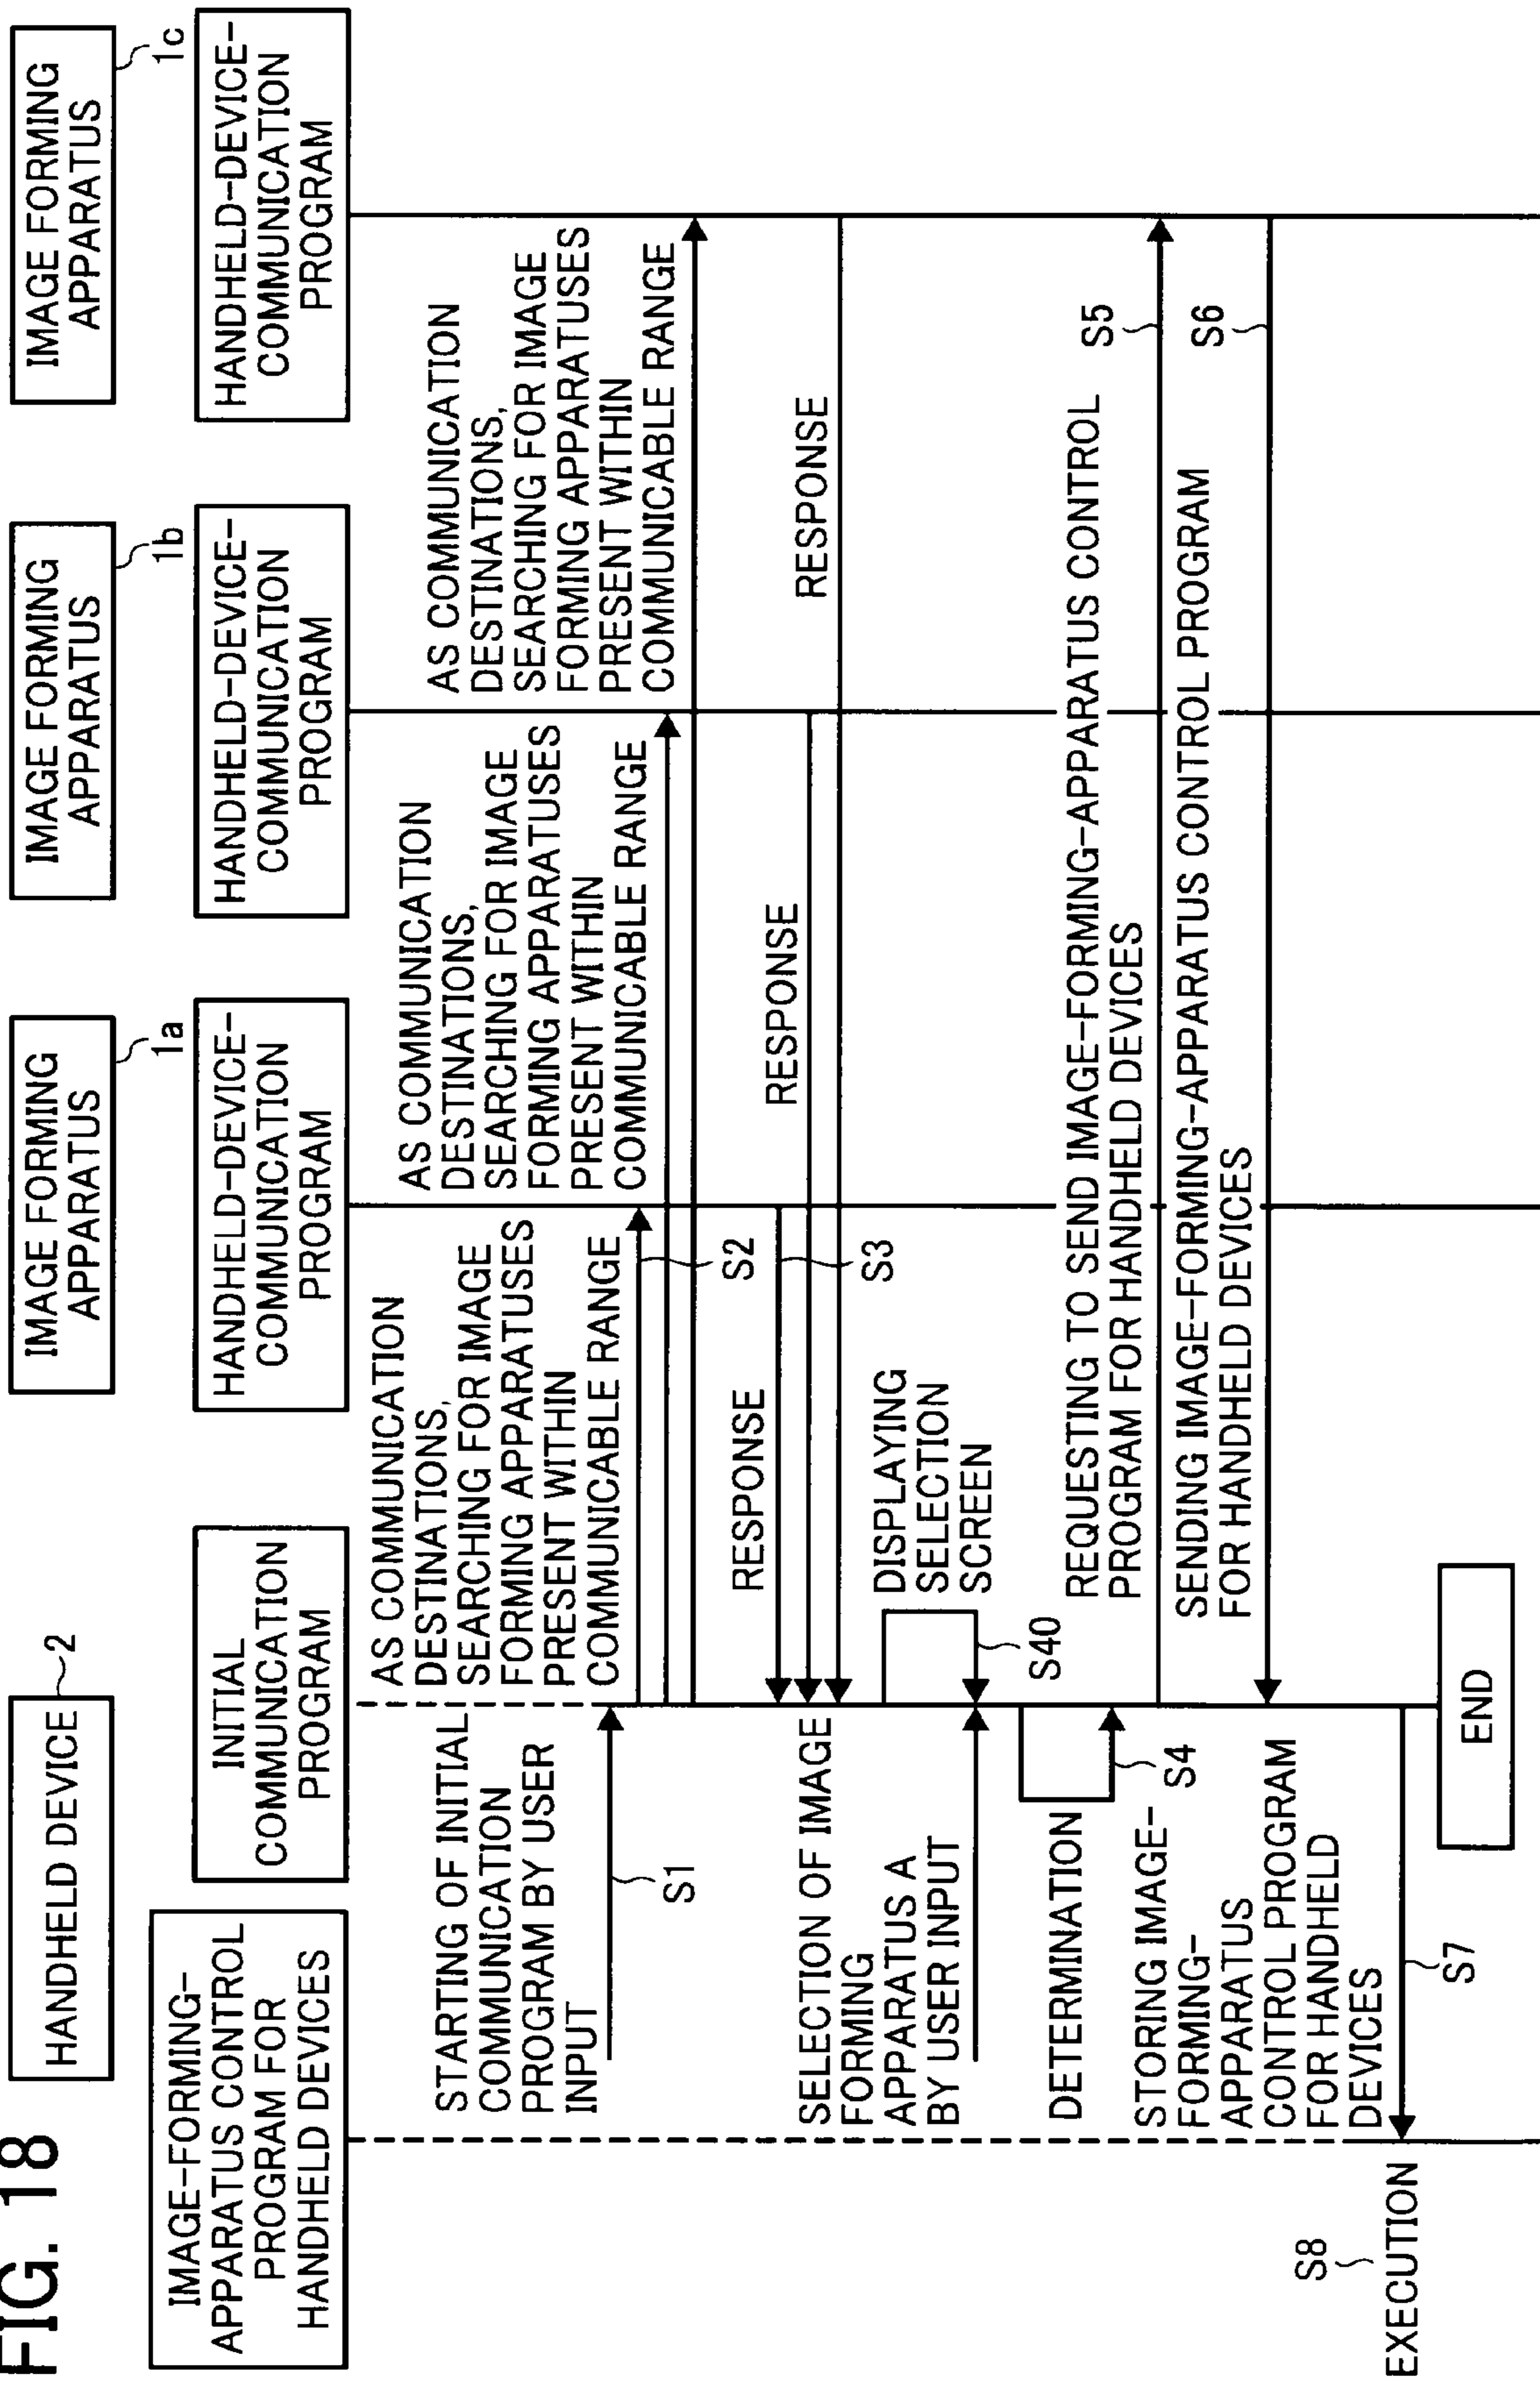 FIG. 18
HANDHELD DEVICE
2
IMAGE FORMING
APPARATUS
1a
IMAGE FORMING
APPARATUS
1b
IMAGE FORMING
APPARATUS
1c
IMAGE-FORMING-
APPARATUS CONTROL
PROGRAM FOR
HANDHELD DEVICES
INITIAL
COMMUNICATION
PROGRAM
HANDHELD-DEVICE-
COMMUNICATION
PROGRAM
HANDHELD-DEVICE-
COMMUNICATION
PROGRAM
HANDHELD-DEVICE-
COMMUNICATION
PROGRAM
STARTING OF INITIAL
COMMUNICATION
PROGRAM BY USER
INPUT
S1
AS COMMUNICATION
DESTINATIONS,
SEARCHING FOR IMAGE
FORMING APPARATUSES
PRESENT WITHIN
COMMUNICABLE RANGE
S2
AS COMMUNICATION
DESTINATIONS,
SEARCHING FOR IMAGE
FORMING APPARATUSES
PRESENT WITHIN
COMMUNICABLE RANGE
AS COMMUNICATION
DESTINATIONS,
SEARCHING FOR IMAGE
FORMING APPARATUSES
PRESENT WITHIN
COMMUNICABLE RANGE
RESPONSE
RESPONSE
RESPONSE
S3
DISPLAYING
SELECTION
SCREEN
S40
SELECTION OF IMAGE
FORMING
APPARATUS A
BY USER INPUT
DETERMINATION
S4
REQUESTING TO SEND IMAGE-FORMING-APPARATUS CONTROL
PROGRAM FOR HANDHELD DEVICES
S5
SENDING IMAGE-FORMING-APPARATUS CONTROL PROGRAM
FOR HANDHELD DEVICES
S6
STORING IMAGE-
FORMING-
APPARATUS
CONTROL PROGRAM
FOR HANDHELD
DEVICES
S7
S8
EXECUTION
END